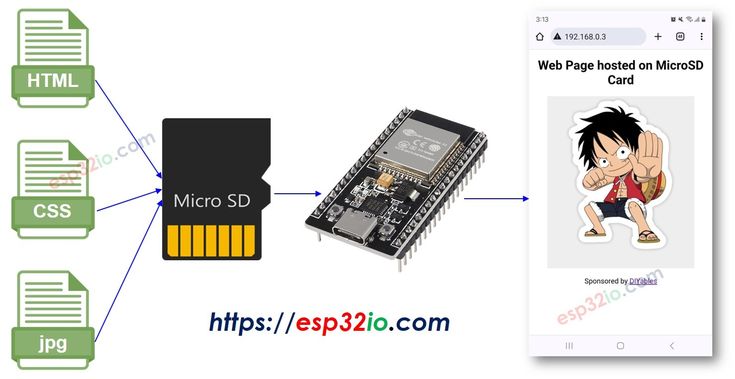 HTML
CSS
jpg
esp32io.com
Micro SD
https://esp32io.com
3:13
192.168.0.3
Web Page hosted on MicroSD
Card
Sponsored by DIYables
esp32io.com